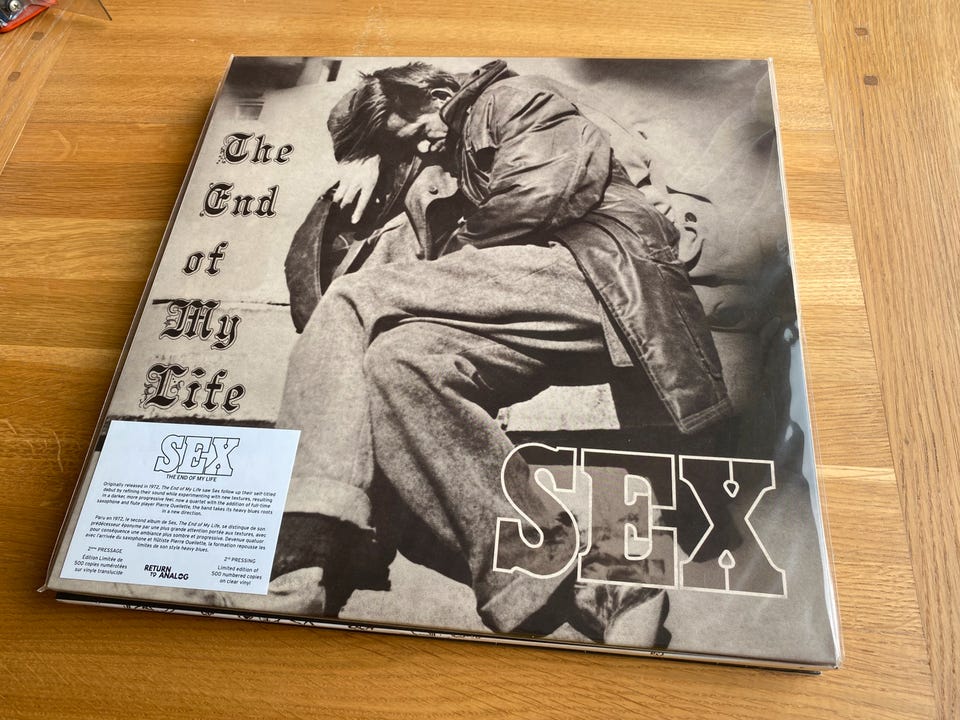 The
End
of
My
Life
SEX
SEX
THE END OF MY LIFE
Originally released in 1972, The End of My Life saw Sex follow up their self-titled
debut by refining their sound while experimenting with new textures, resulting
in a darker, more progressive feel; now a quartet with the addition of full-time
saxophone and flute player Pierre Ouellette, the band takes its heavy blues roots
in a new direction.
Paru en 1972, le second album de Sex, The End of My Life, se distingue de son
prédécesseur éponyme par une plus grande attention portée aux textures, avec
pour conséquence une ambiance plus sombre et progressive. Devenue quatuor
avec l'arrivée du saxophone et flûtiste Pierre Ouellette, la formation repousse les
limites de son style heavy blues.
2ème PRESSAGE
Édition Limitée de
500 copies numérotées
sur vinyle translucide
RETURN
TO ANALOG
2nd PRESSING
Limited edition of
500 numbered copies
on clear vinyl